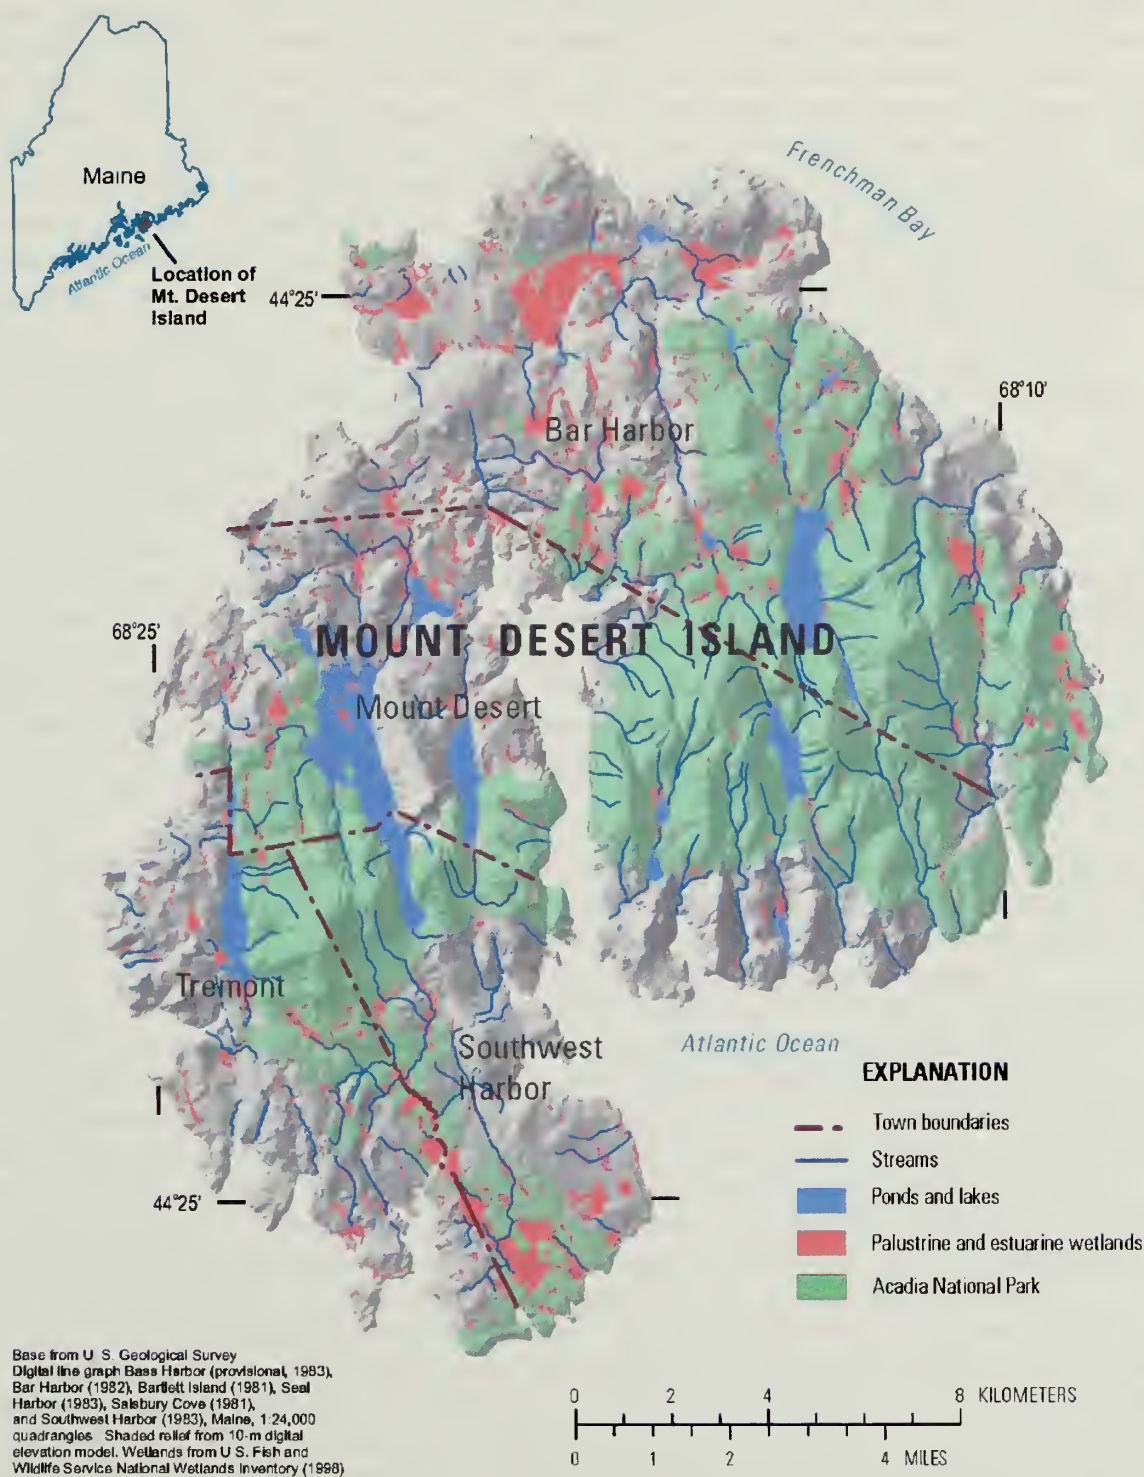 Maine
Atlantic Ocean
Location of
Mt. Desert
Island
Frenchman Bay
44°25'
68°10'
Bar Harbor
68°25'
MOUNT DESERT ISLAND
Mount Desert
Tremont
Southwest
Harbor
Atlantic Ocean
44°25'
EXPLANATION
Town boundaries
Streams
Ponds and lakes
Palustrine and estuarine wetlands
Acadia National Park
Base from U S. Geological Survey
Digital line graph Bass Harbor (provisional, 1983),
Bar Harbor (1982), Bartlett Island (1981), Seal
Harbor (1983), Salsbury Cove (1981),
and Southwest Harbor (1983), Maine, 1:24,000
quadrangles Shaded relief from 10-m digital
elevation model. Wetlands from U S. Fish and
Wildlife Service National Wetlands Inventory (1998)
0 2 4 8 KILOMETERS
0 1 2 4 MILES